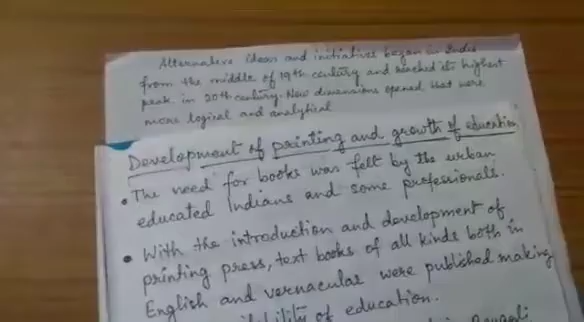 Alternative ideas and initiatives began in India
from the middle of 19th century and reached its highest
peak in 20th century. New dimensions opened that were
more logical and analytical
Development of printing and growth of education
• The need for books was felt by the urban
educated Indians and some professionals.
• With the introduction and development of
printing press, text books of all kinds both in
English and vernacular were published making
of education.
Bengali